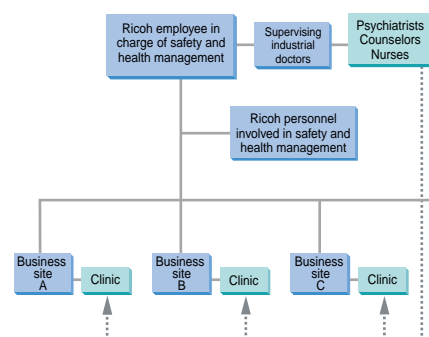 Ricoh employee in
charge of safety and
health management
Supervising
industrial
doctors
Psychiatrists
Counselors
Nurses
Ricoh personnel
involved in safety and
health management
Business
site
A
Clinic
Business
site
B
Clinic
Business
site
C
Clinic